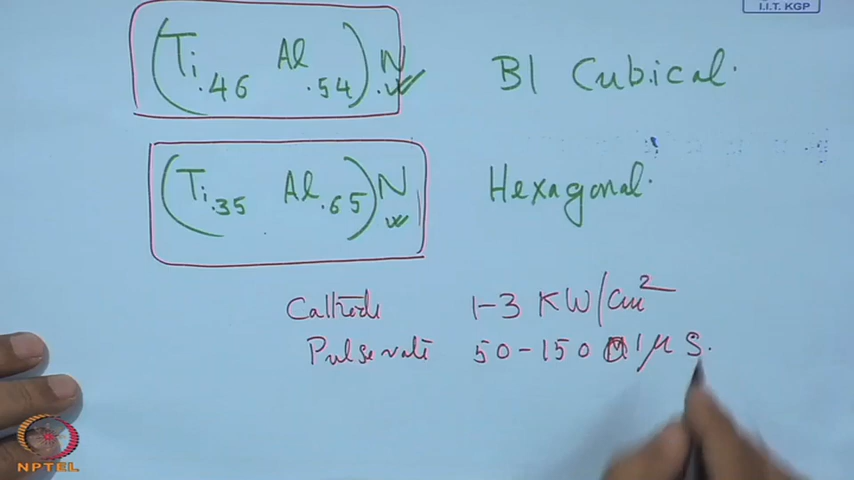 I.I.T. KGP
(Ti.46 Al.54)N B1 Cubical.
(Ti.35 Al.65)N Hexagonal.
Cathode 1-3 KW/cm²
Pulse rate 50-150 /μ S.
NPTEL